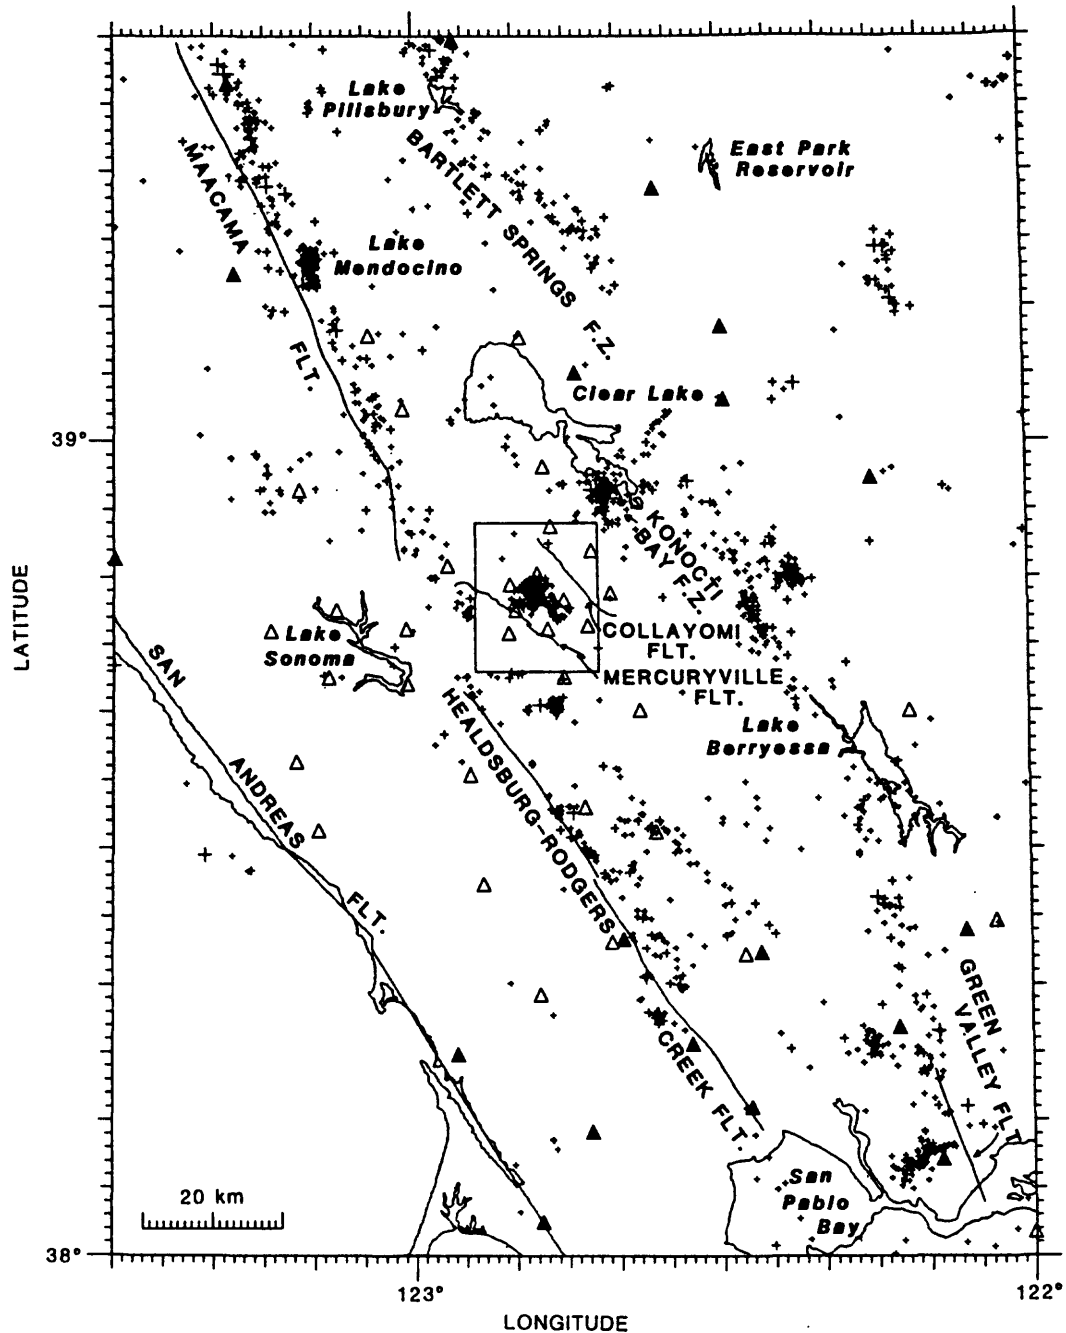 Lake
Pillsbury
East Park
Reservoir
BARTLETT SPRINGS F.Z.
MAACAMA
FLT.
Lake
Mendocino
Clear Lake
39°
KONOCTI
BAY F.Z.
COLLAYOMI
FLT.
MERCURYVILLE
FLT.
Lake
Sonoma
LATITUDE
SAN
ANDREAS
FLT.
HEALDSBURG-RODGERS
CREEK FLT.
Lake
Berryessa
GREEN
VALLEY FLT.
San
Pablo
Bay
20 km
38°
123°
122°
LONGITUDE